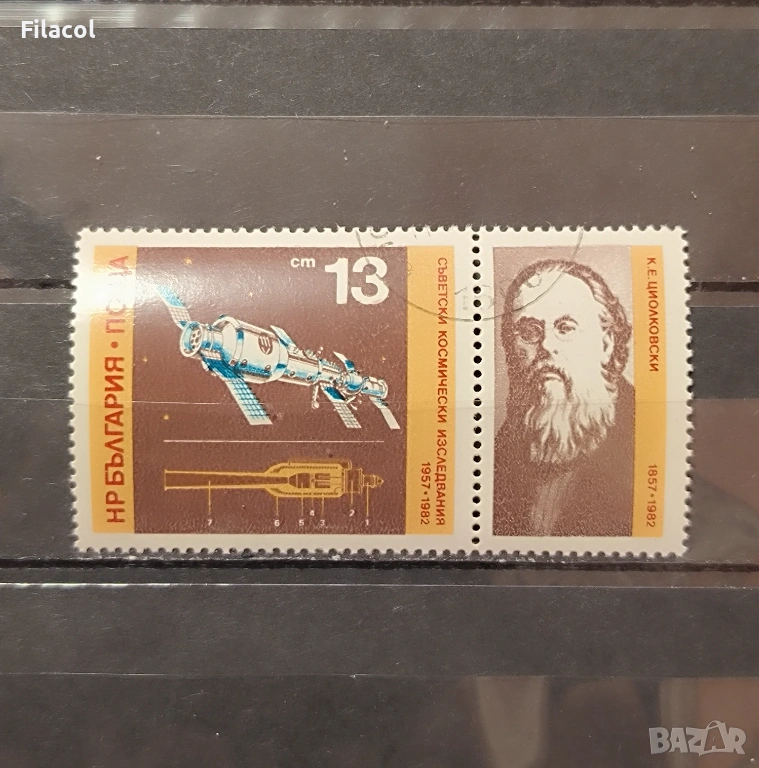 Filacol
НР БЪЛГАРИЯ • ПОЩА
ст 13
СЪВЕТСКИ КОСМИЧЕСКИ ИЗСЛЕДВАНИЯ
1957 • 1982
7 6 5 4 3 2 1
К.Е.ЦИОЛКОВСКИ
1857 • 1982
BAZAR